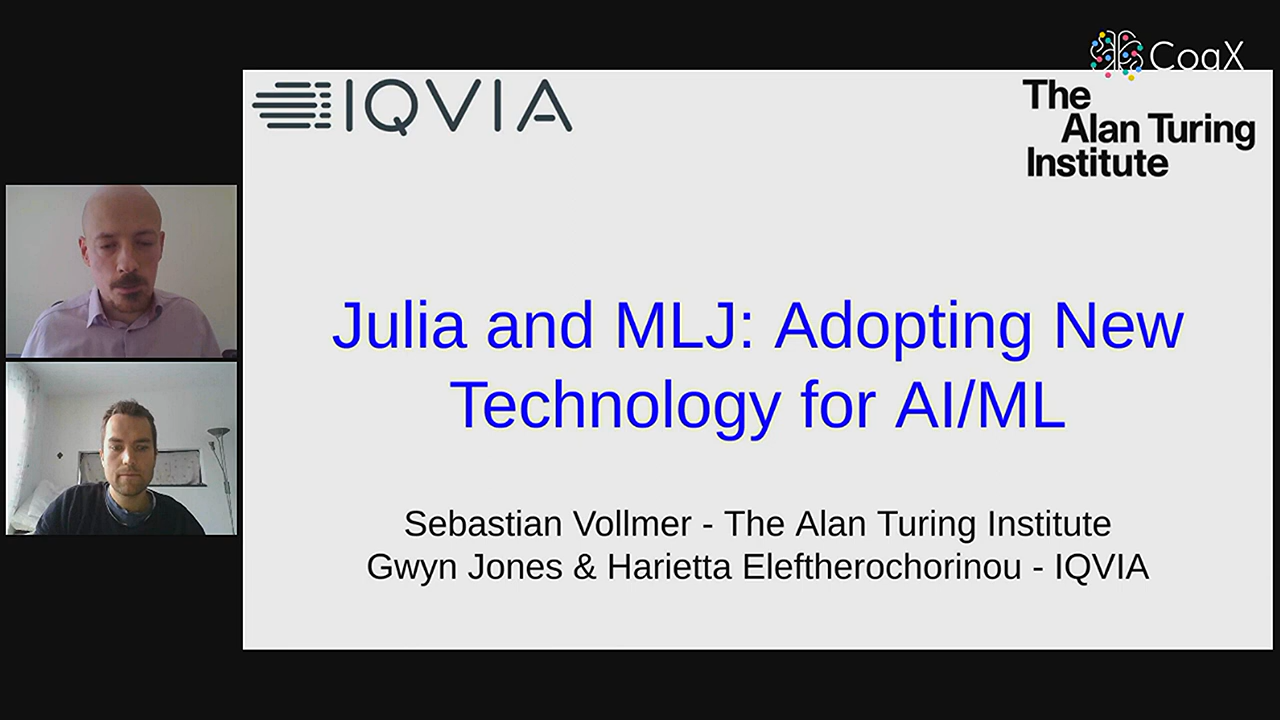 CogX
IQVIA
The
Alan Turing
Institute
Julia and MLJ: Adopting New
Technology for AI/ML
Sebastian Vollmer - The Alan Turing Institute
Gwyn Jones & Harietta Eleftherochorinou - IQVIA